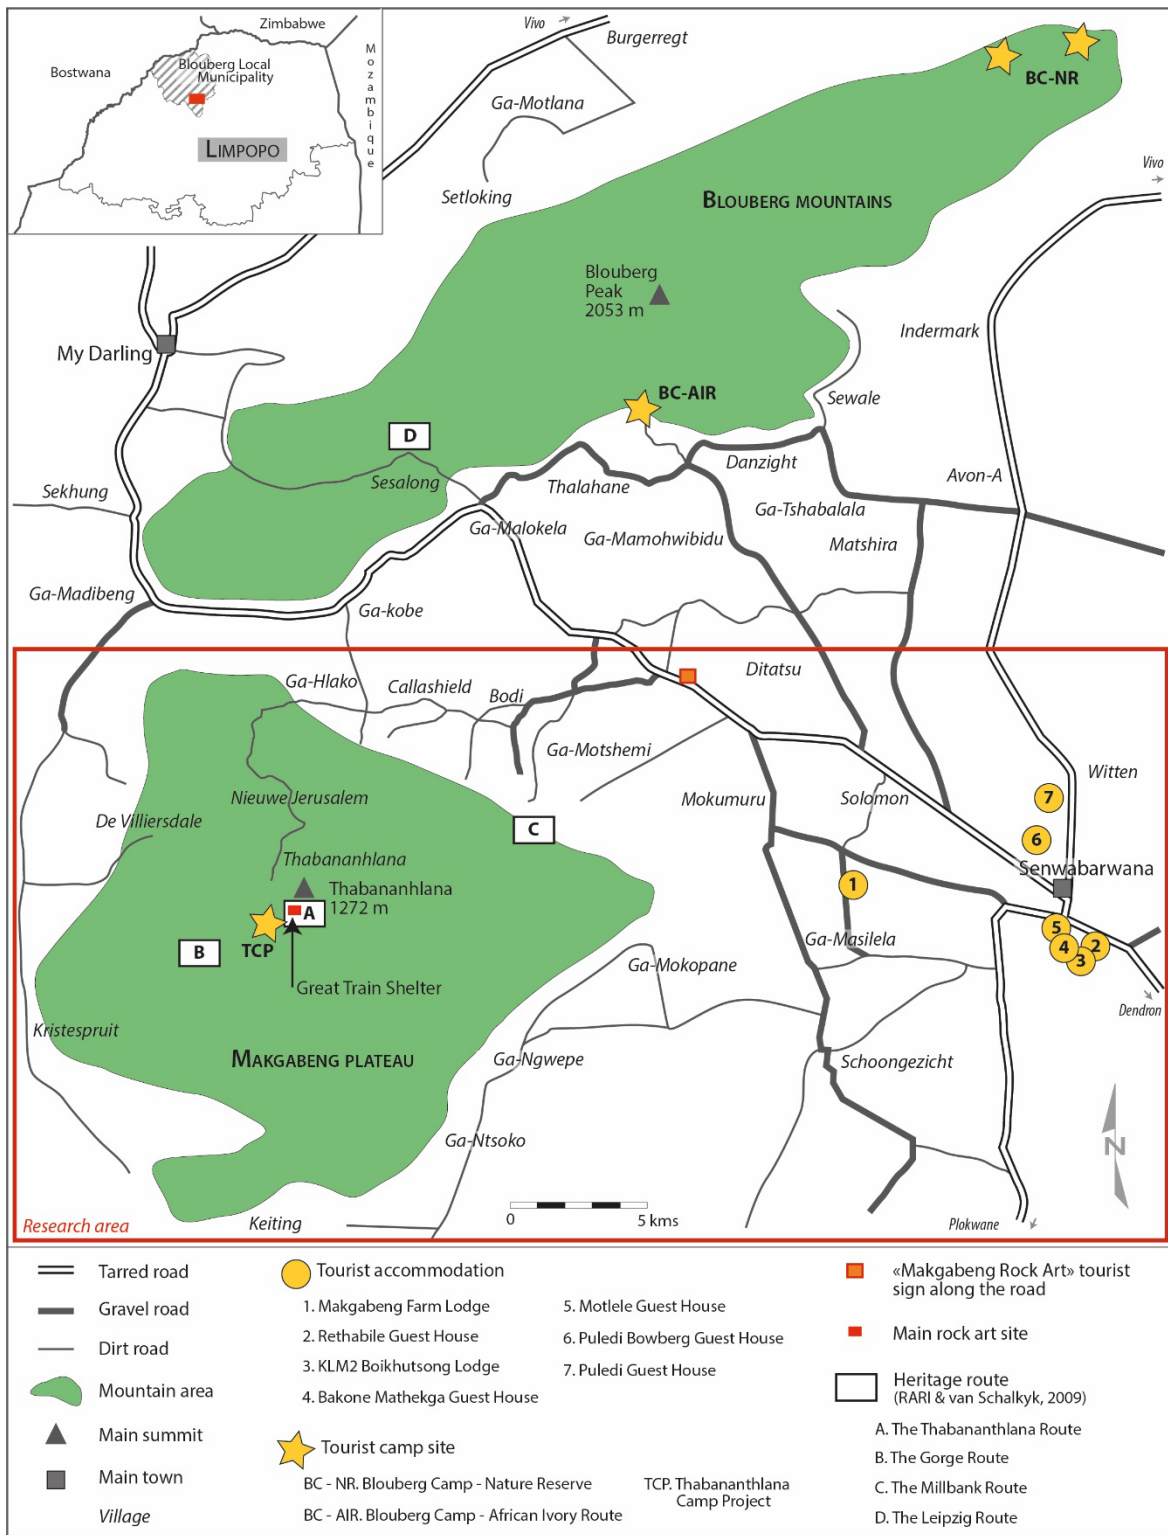 Zimbabwe
Bostwana
Blouberg Local
Municipality
Mozambique
LIMPOPO
Vivo
Burgerregt
Ga-Motlana
Setloking
BC-NR
Vivo
BLOUBERG MOUNTAINS
Blouberg
Peak
2053 m
Indermark
My Darling
BC-AIR
Sewale
D
Sesalong
Danzight
Avon-A
Sekhung
Thalahane
Ga-Tshabalala
Ga-Malokela
Ga-Mamohwibidu
Matshira
Ga-Madibeng
Ga-kobe
Ditatsu
Ga-Hlako
Callashield
Bodi
Ga-Motshemi
Witten
Nieuwe Jerusalem
Mokumuru
Solomon
7
De Villiersdale
C
6
Thabananhlana
Senwabarwana
Thabananhlana
1272 m
1
A
TCP
B
5
4
2
3
Ga-Masilela
Ga-Mokopane
Great Train Shelter
Dendron
Kristespruit
MAKGABENG PLATEAU
Ga-Ngwepe
Schoongezicht
Ga-Ntsoko
N
Keiting
0
5 kms
Plokwane
Research area
Tarred road
Gravel road
Dirt road
Mountain area
Main summit
Main town
Village
Tourist accommodation
1. Makgabeng Farm Lodge
2. Rethabile Guest House
3. KLM2 Boikhutsong Lodge
4. Bakone Mathekga Guest House
5. Motlele Guest House
6. Puledi Bowberg Guest House
7. Puledi Guest House
Tourist camp site
BC - NR. Blouberg Camp - Nature Reserve
BC - AIR. Blouberg Camp - African Ivory Route
TCP. Thabananthlana
Camp Project
«Makgabeng Rock Art» tourist
sign along the road
Main rock art site
Heritage route
(RARI & van Schalkyk, 2009)
A. The Thabananthlana Route
B. The Gorge Route
C. The Millbank Route
D. The Leipzig Route